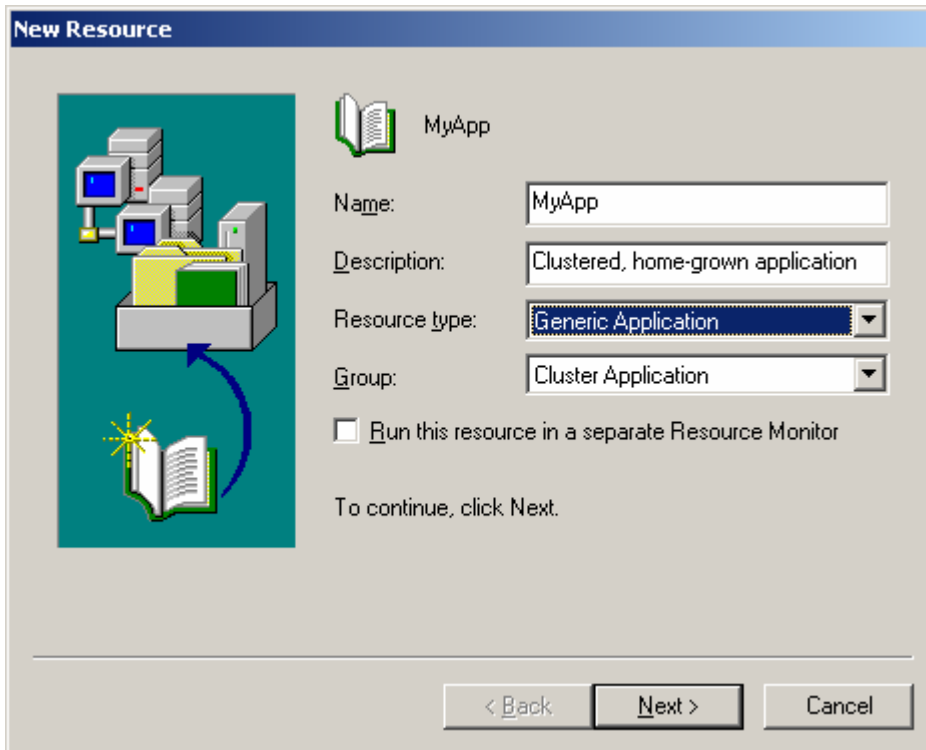 New Resource
MyApp
Name: MyApp
Description: Clustered, home-grown application
Resource type: Generic Application
Group: Cluster Application
Run this resource in a separate Resource Monitor
To continue, click Next.
< Back Next > Cancel